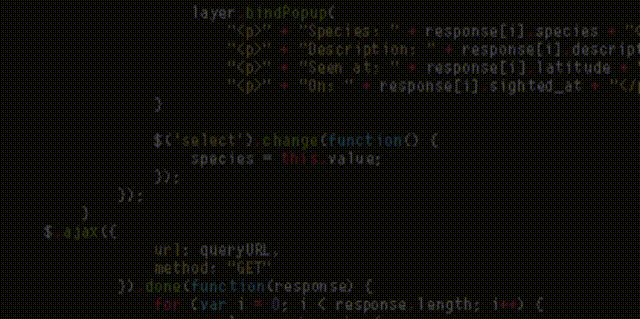 layer.bindPopup(
"<p>" + "Species: " + response[i].species + "<
"<p>" + "Description: " + response[i].descript
"<p>" + "Seen at: " + response[i].latitude + "
"<p>" + "On: " + response[i].sighted_at + "</p
}
$('select').change(function() {
species = this.value;
});
});
}
$.ajax({
url: queryURL,
method: "GET"
}).done(function(response) {
for (var i = 0; i < response.length; i++) {